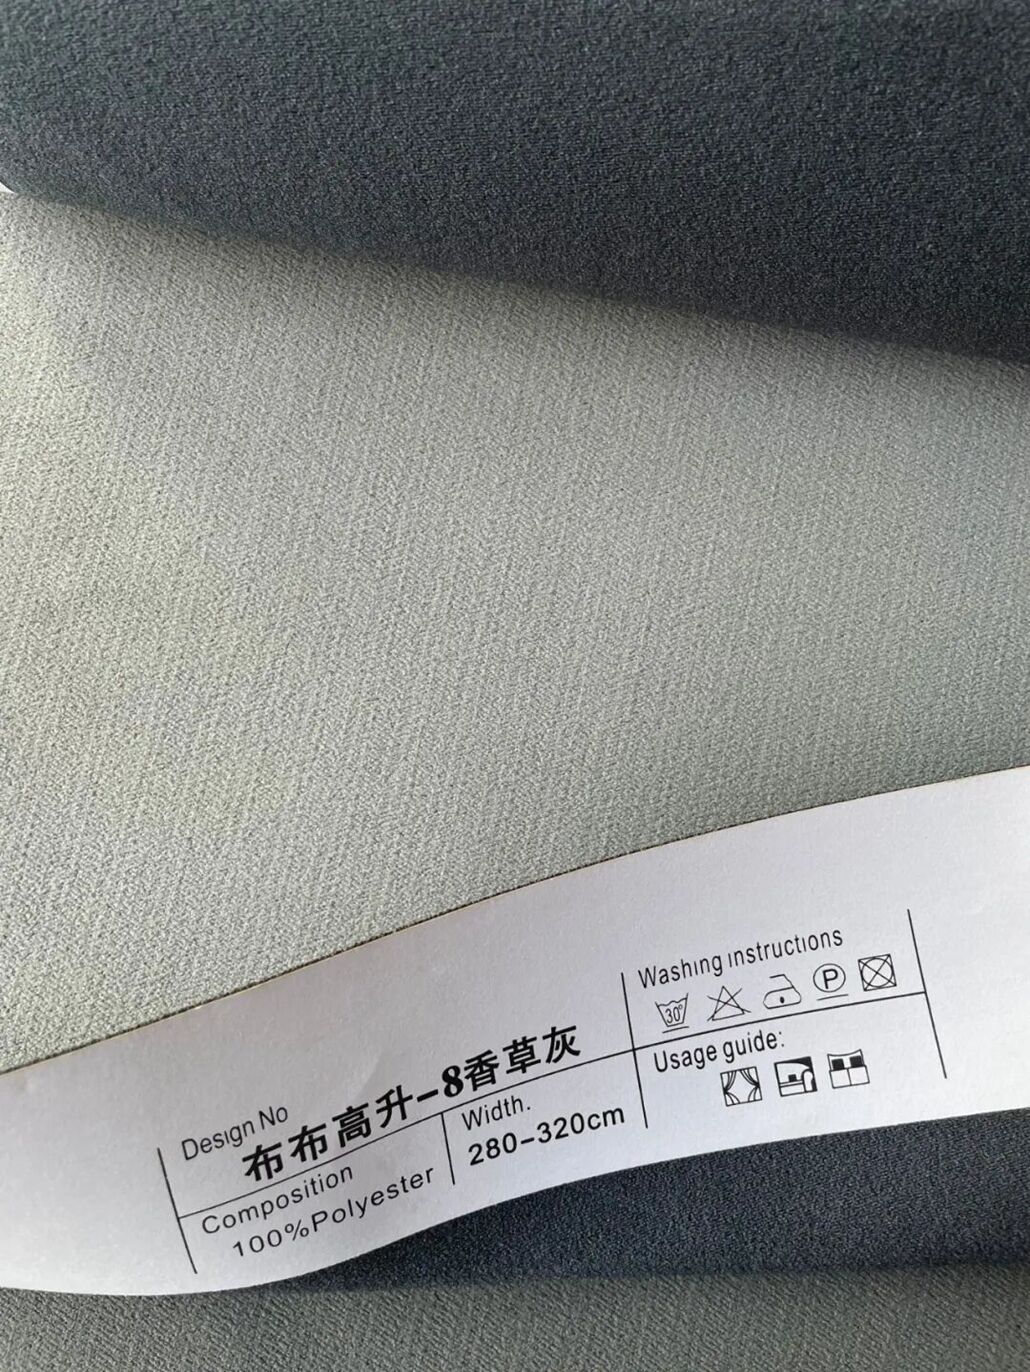 Design No
布布高升-8香草灰
Composition
100%Polyester
Width.
280-320cm
Washing instructions
30°
P
Usage guide: